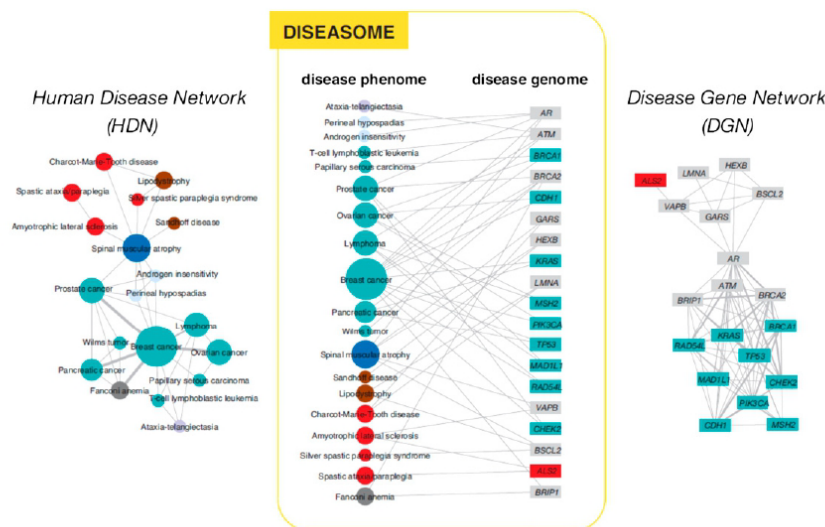 DISEASOME
Human Disease Network
(HDN)
Charcot-Marie-Tooth disease
Lipodystrophy
Spastic ataxia/paraplegia
Silver spastic paraplegia syndrome
Amyotrophic lateral sclerosis
Sandhoff disease
Spinal muscular atrophy
Androgen insensitivity
Prostate cancer
Perineal hypospadias
Lymphoma
Wilms tumor
Breast cancer
Ovarian cancer
Pancreatic cancer
Papillary serous carcinoma
Fanconi anemia
T-cell lymphoblastic leukemia
Ataxia-telangiectasia
disease phenome
Ataxia-telangiectasia
Perineal hypospadias
Androgen insensitivity
T-cell lymphoblastic leukemia
Papillary serous carcinoma
Prostate cancer
Ovarian cancer
Lymphoma
Breast cancer
Pancreatic cancer
Wilms tumor
Spinal muscular atrophy
Sandhoff disease
Lipodystrophy
Charcot-Marie-Tooth disease
Amyotrophic lateral sclerosis
Silver spastic paraplegia syndrome
Spastic ataxia/paraplegia
Fanconi anemia
disease genome
AR
ATM
BRCA1
BRCA2
CDH1
GARS
HEXB
KRAS
LMNA
MSH2
PIK3CA
TP53
MAD1L1
RAD54L
VAPB
CHEK2
BSCL2
ALS2
BRIP1
Disease Gene Network
(DGN)
HEXB
LMNA
ALS2
BSCL2
VAPB
GARS
AR
ATM
BRIP1
BRCA2
KRAS
BRCA1
RAD54L
TP53
MAD1L1
CHEK2
PIK3CA
CDH1
MSH2